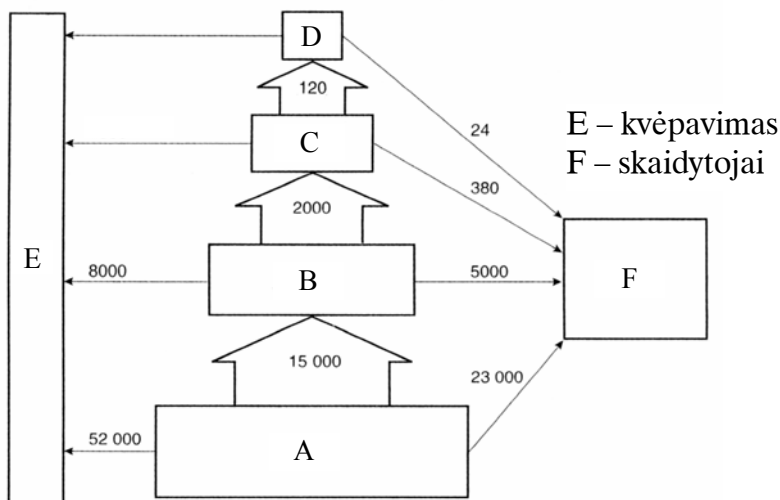 D
120
24
E – kvėpavimas
C
F – skaidytojai
380
2000
E
8000
B
5000
F
15 000
23 000
52 000
A